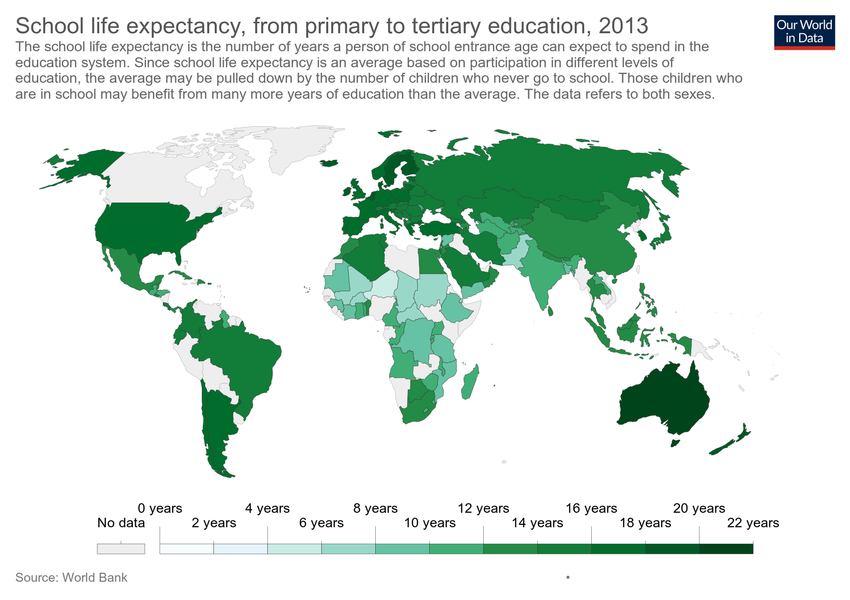 School life expectancy, from primary to tertiary education, 2013
Our World
in Data
The school life expectancy is the number of years a person of school entrance age can expect to spend in the
education system. Since school life expectancy is an average based on participation in different levels of
education, the average may be pulled down by the number of children who never go to school. Those children who
are in school may benefit from many more years of education than the average. The data refers to both sexes.
0 years 4 years 8 years 12 years 16 years 20 years
No data 2 years 6 years 10 years 14 years 18 years 22 years
Source: World Bank